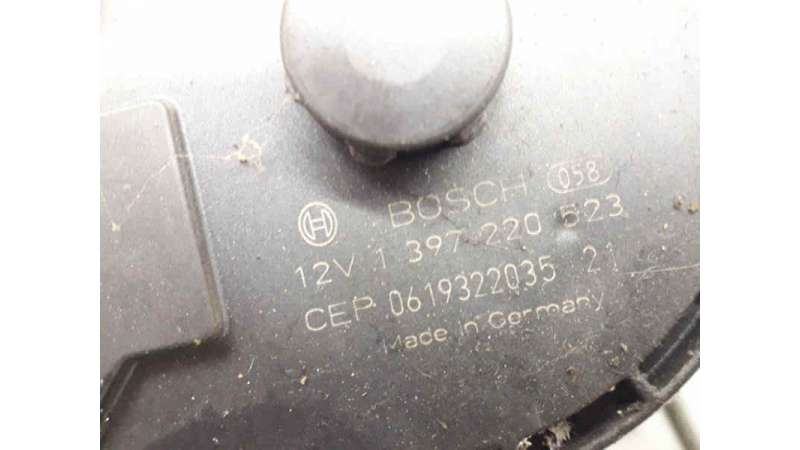 BOSCH 058
12V 1 397 220 523
CEP 0619322035 21
Made in Germany